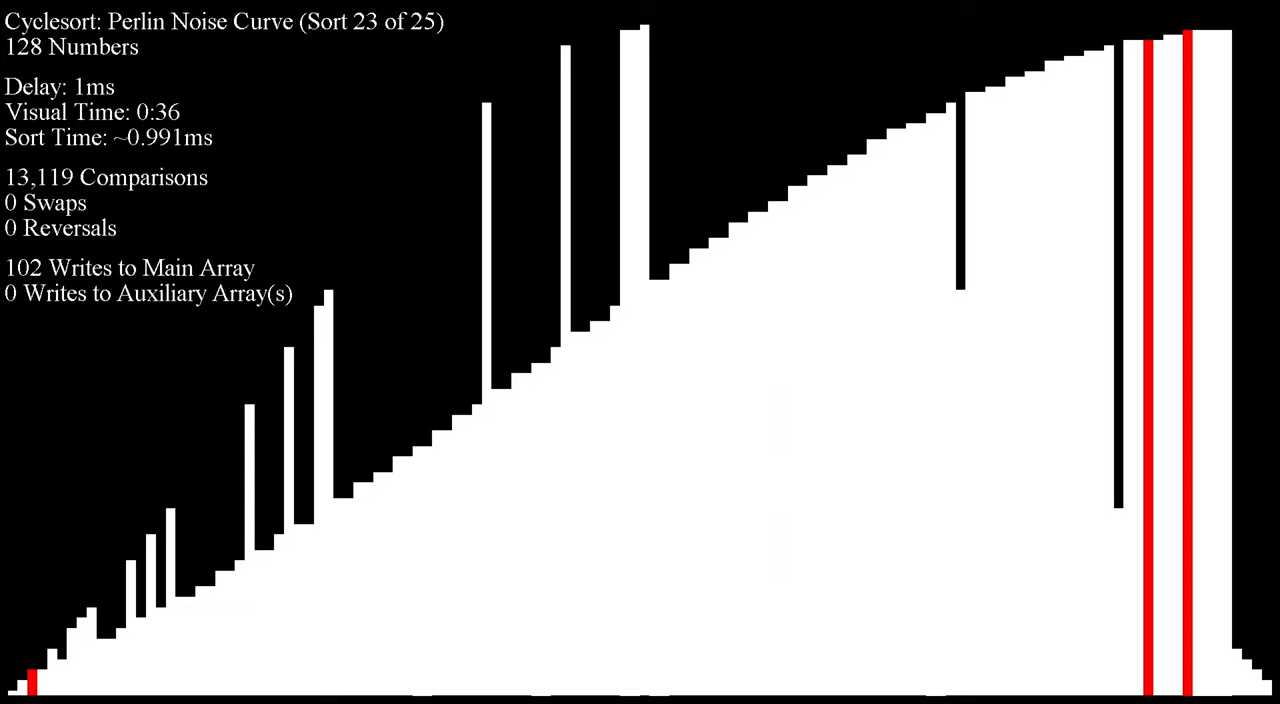 Cyclesort: Perlin Noise Curve (Sort 23 of 25)
128 Numbers
Delay: 1ms
Visual Time: 0:36
Sort Time: ~0.991ms
13,119 Comparisons
0 Swaps
0 Reversals
102 Writes to Main Array
0 Writes to Auxiliary Array(s)